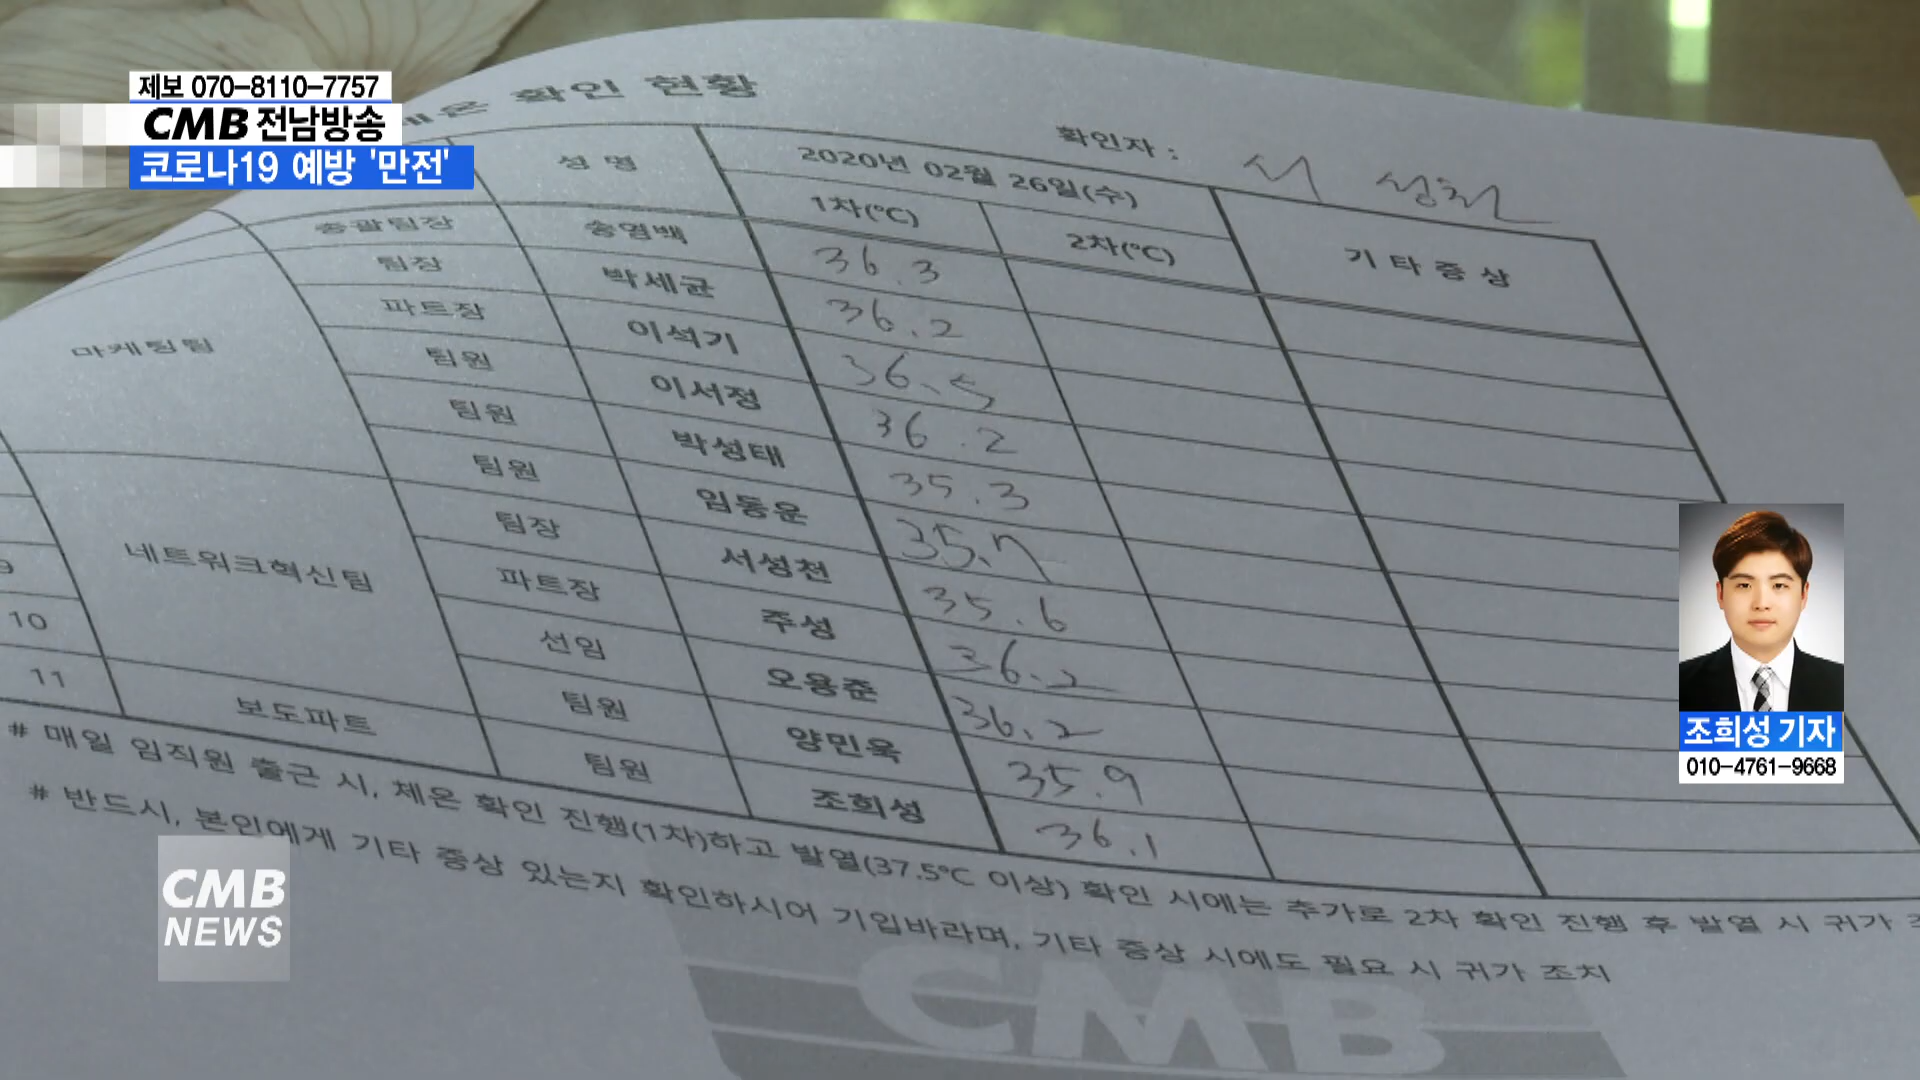 제보 070-8110-7757
CMB 전남방송
코로나19 예방 '만전'
체온 확인 현황
확인자 : 서 성천
성 명 2020년 02월 26일(수) 기 타 증 상
1차(℃) 2차(℃)
총괄팀장 송영백 36.3
팀장 박세균 36.2
마케팅팀 파트장 이석기 36.5
팀원 이서정 36.2
팀원 박성태 35.3
팀원 임동운 35.7
팀장 서성천 35.6
9 네트워크혁신팀 파트장 주성 36.2
선임 오용준 36.2
10 팀원 양민욱 35.9
11 보도파트 팀원 조희성 36.1
# 매일 임직원 출근 시, 체온 확인 진행(1차)하고 발열(37.5℃ 이상) 확인 시에는 추가로 2차 확인 진행 후 발열 시 귀가
# 반드시, 본인에게 기타 증상 있는지 확인하시어 기입바라며, 기타 증상 시에도 필요 시 귀가 조치
CMB
조희성 기자
010-4761-9668
CMB
NEWS